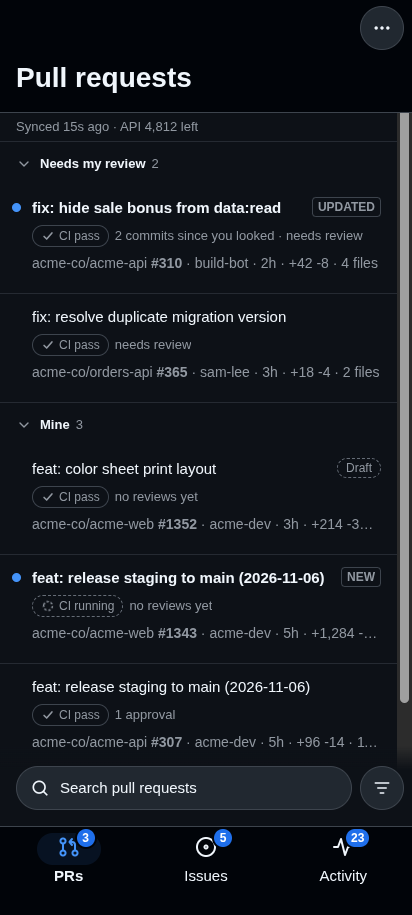 Pull requests
Synced 15s ago · API 4,812 left
Needs my review 2
fix: hide sale bonus from data:read UPDATED
CI pass 2 commits since you looked · needs review
acme-co/acme-api #310 · build-bot · 2h · +42 -8 · 4 files
fix: resolve duplicate migration version
CI pass needs review
acme-co/orders-api #365 · sam-lee · 3h · +18 -4 · 2 files
Mine 3
feat: color sheet print layout Draft
CI pass no reviews yet
acme-co/acme-web #1352 · acme-dev · 3h · +214 -3…
feat: release staging to main (2026-11-06) NEW
CI running no reviews yet
acme-co/acme-web #1343 · acme-dev · 5h · +1,284 -…
feat: release staging to main (2026-11-06)
CI pass 1 approval
acme-co/acme-api #307 · acme-dev · 5h · +96 -14 · 1…
Search pull requests
3 5 23
PRs Issues Activity